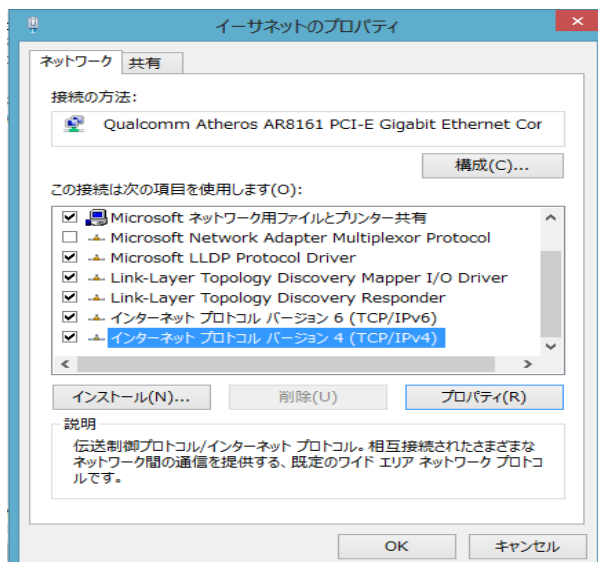 イーサネットのプロパティ
ネットワーク 共有
接続の方法:
Qualcomm Atheros AR8161 PCI-E Gigabit Ethernet Cor
構成(C)...
この接続は次の項目を使用します(O):
Microsoft ネットワーク用ファイルとプリンター共有
Microsoft Network Adapter Multiplexor Protocol
Microsoft LLDP Protocol Driver
Link-Layer Topology Discovery Mapper I/O Driver
Link-Layer Topology Discovery Responder
インターネット プロトコル バージョン 6 (TCP/IPv6)
インターネット プロトコル バージョン 4 (TCP/IPv4)
インストール(N)... 削除(U) プロパティ(R)
説明
伝送制御プロトコル/インターネット プロトコル。相互接続されたさまざまな
ネットワーク間の通信を提供する、既定のワイド エリア ネットワーク プロトコ
ルです。
OK キャンセル